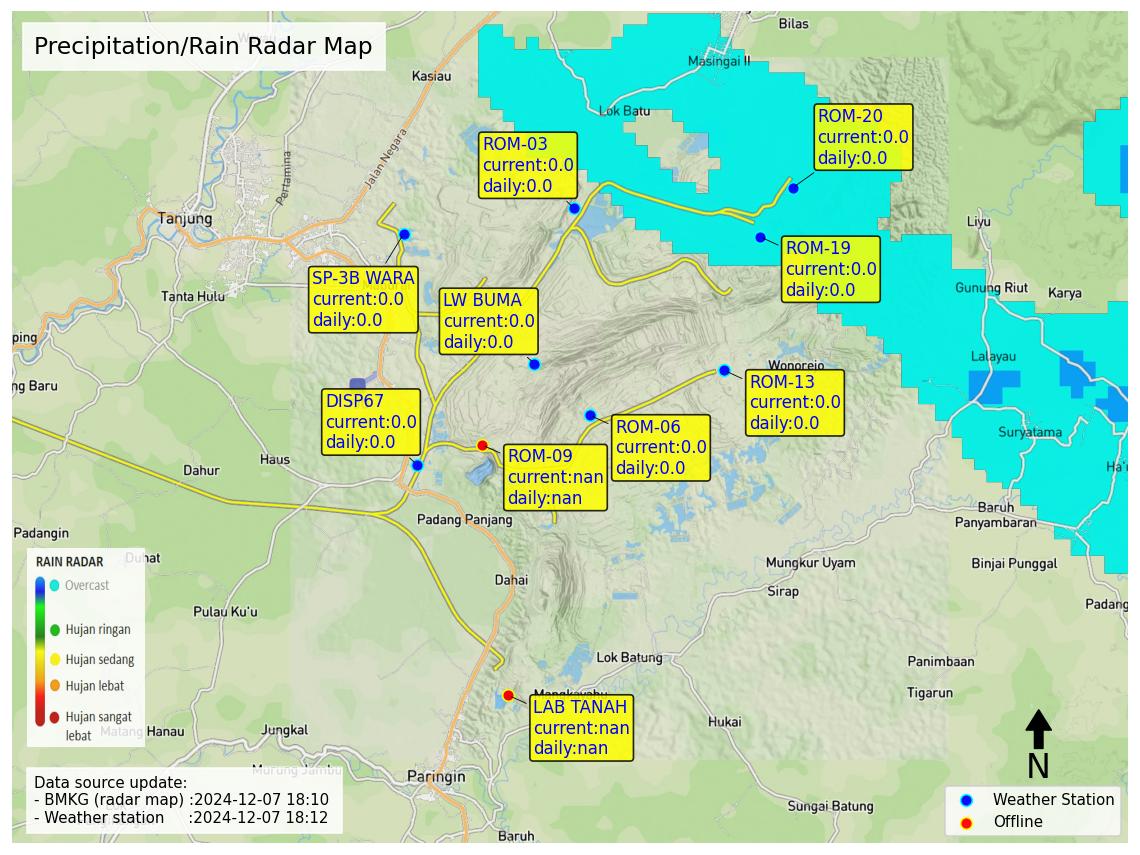 Precipitation/Rain Radar Map
Bilas
Masingai II
Kasiau
Lok Batu
Jalan Negara
Pertamina
ROM-20
current:0.0
daily:0.0
ROM-03
current:0.0
daily:0.0
Tanjung
Liyu
ROM-19
current:0.0
daily:0.0
SP-3B WARA
current:0.0
daily:0.0
LW BUMA
current:0.0
daily:0.0
Tanta Hulu
Gunung Riut
Karya
ping
Lalayau
Wonorejo
ROM-13
current:0.0
daily:0.0
ng Baru
DISP67
current:0.0
daily:0.0
ROM-06
current:0.0
daily:0.0
Suryatama
ROM-09
current:nan
daily:nan
Haus
Dahur
Ha'u
Baruh
Panyambaran
Padang Panjang
Padangin
Duhat
Mungkur Uyam
Binjai Punggal
Dahai
Sirap
Padang
Pulau Ku'u
RAIN RADAR
Overcast
Hujan ringan
Hujan sedang
Hujan lebat
Hujan sangat
lebat
Lok Batung
Panimbaan
Tigarun
LAB TANAH
current:nan
daily:nan
Hukai
Matang Hanau
Jungkal
Murung Jambu
Paringin
Sungai Batung
Baruh
Data source update:
- BMKG (radar map) :2024-12-07 18:10
- Weather station :2024-12-07 18:12
N
Weather Station
Offline